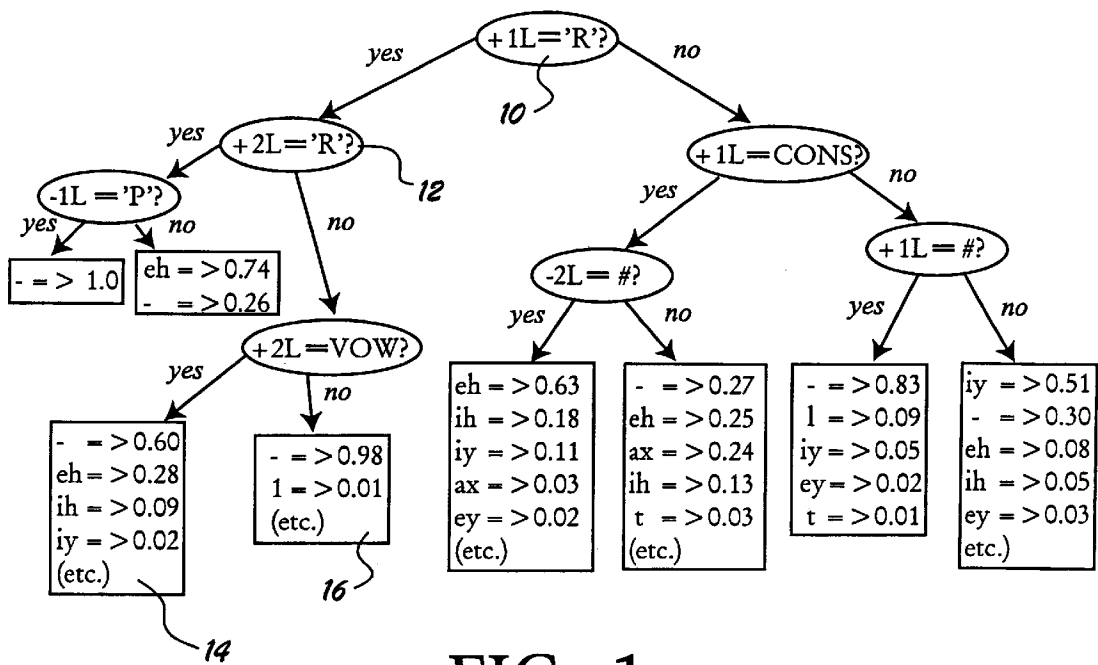 +1L='R'?
yes
no
10
yes
+2L='R'?
12
+1L=CONS?
-1L='P'?
no
yes
no
yes
no
- => 1.0
eh =>0.74
- =>0.26
-2L= #?
+1L= #?
+2L=VOW?
yes
no
yes
no
yes
no
- =>0.60
eh =>0.28
ih =>0.09
iy =>0.02
(etc.)
14
- =>0.98
1 =>0.01
(etc.)
16
eh =>0.63
ih =>0.18
iy =>0.11
ax =>0.03
ey =>0.02
(etc.)
- =>0.27
eh =>0.25
ax =>0.24
ih =>0.13
t =>0.03
(etc.)
- =>0.83
l =>0.09
iy =>0.05
ey =>0.02
t =>0.01
iy =>0.51
- =>0.30
eh =>0.08
ih =>0.05
ey =>0.03
etc.)